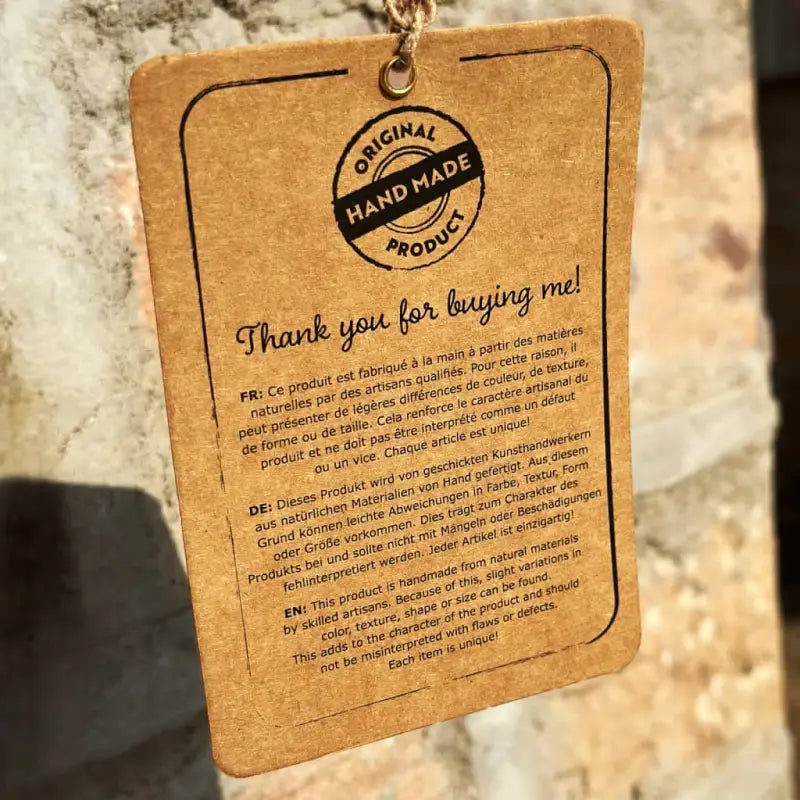 ORIGINAL
HAND MADE
PRODUCT
Thank you for buying me!
FR: Ce produit est fabriqué à la main à partir des matières
naturelles par des artisans qualifiés. Pour cette raison, il
peut présenter de légères différences de couleur, de texture,
de forme ou de taille. Cela renforce le caractère artisanal du
produit et ne doit pas être interprété comme un défaut
ou un vice. Chaque article est unique!
DE: Dieses Produkt wird von geschickten Kunsthandwerkern
aus natürlichen Materialien von Hand gefertigt. Aus diesem
Grund können leichte Abweichungen in Farbe, Textur, Form
oder Größe vorkommen. Dies trägt zum Charakter des
Produkts bei und sollte nicht mit Mängeln oder Beschädigungen
fehlinterpretiert werden. Jeder Artikel ist einzigartig!
EN: This product is handmade from natural materials
by skilled artisans. Because of this, slight variations in
color, texture, shape or size can be found.
This adds to the character of the product and should
not be misinterpreted with flaws or defects.
Each item is unique!